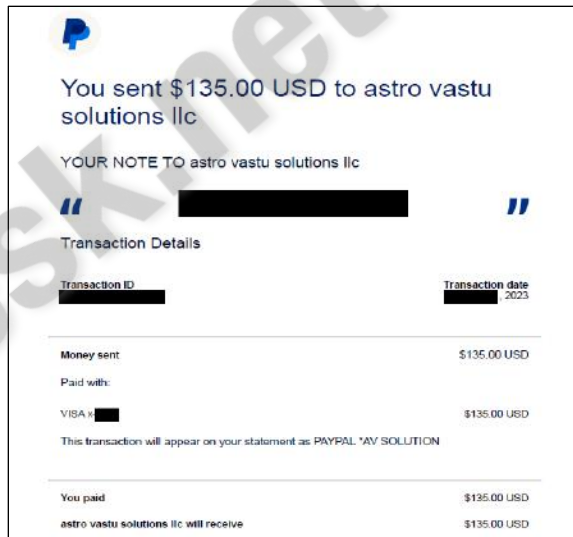 You sent $135.00 USD to astro vastu
solutions llc
YOUR NOTE TO astro vastu solutions llc
"
"
Transaction Details
Transaction ID
Transaction date
, 2023
Money sent
$135.00 USD
Paid with:
VISA x-
$135.00 USD
This transaction will appear on your statement as PAYPAL *AV SOLUTION
You paid
$135.00 USD
astro vastu solutions llc will receive
$135.00 USD
sk.net